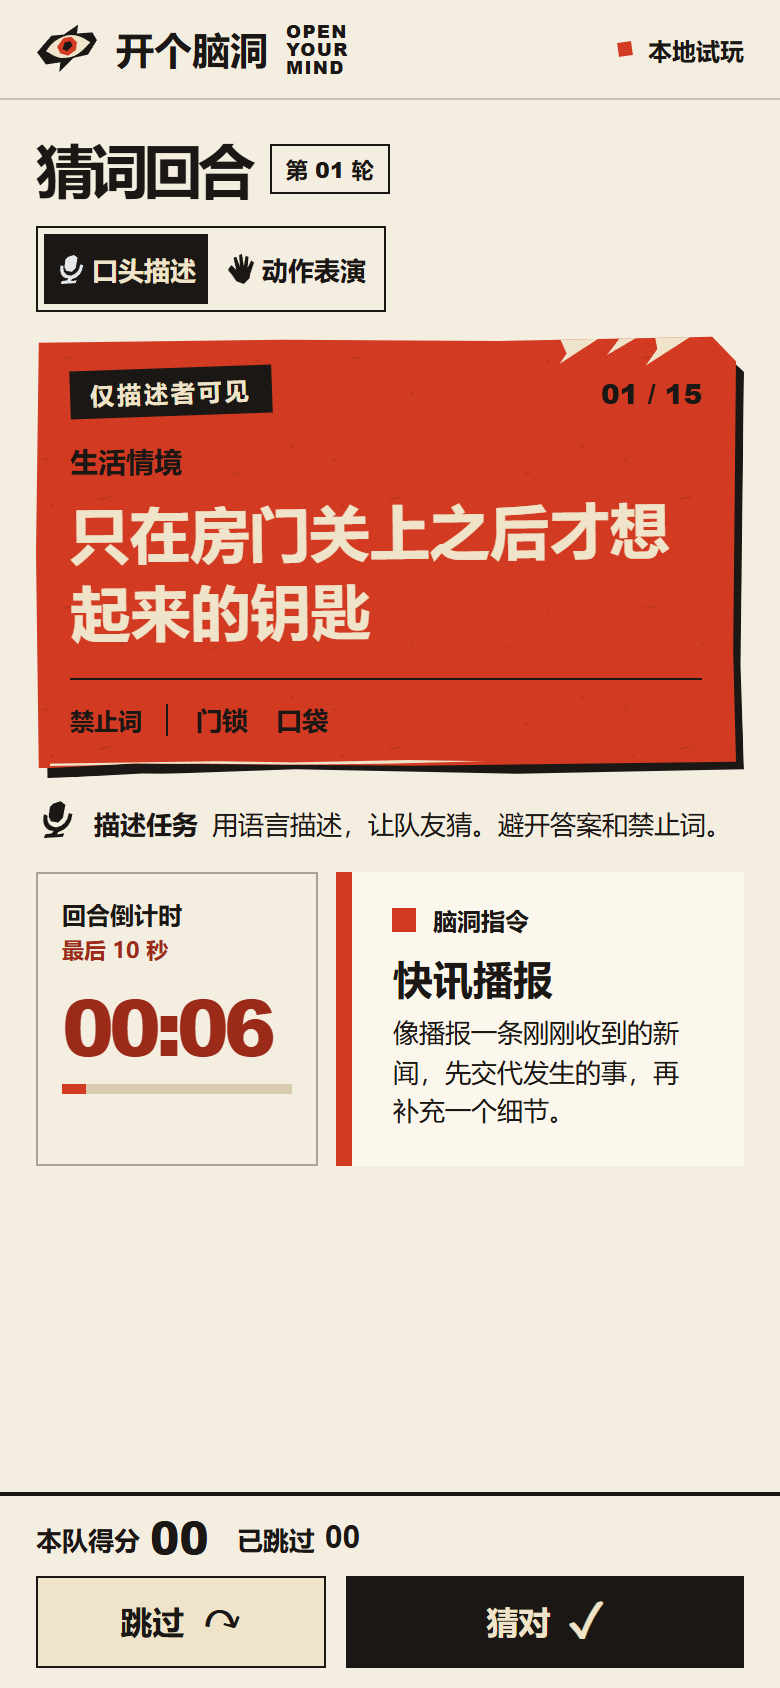 开个脑洞
OPEN
YOUR
MIND
本地试玩
猜词回合
第 01 轮
口头描述
动作表演
仅描述者可见
01 / 15
生活情境
只在房门关上之后才想
起来的钥匙
禁止词
门锁 口袋
描述任务 用语言描述，让队友猜。避开答案和禁止词。
回合倒计时
最后 10 秒
00:06
脑洞指令
快讯播报
像播报一条刚刚收到的新
闻，先交代发生的事，再
补充一个细节。
本队得分 00 已跳过 00
跳过
猜对